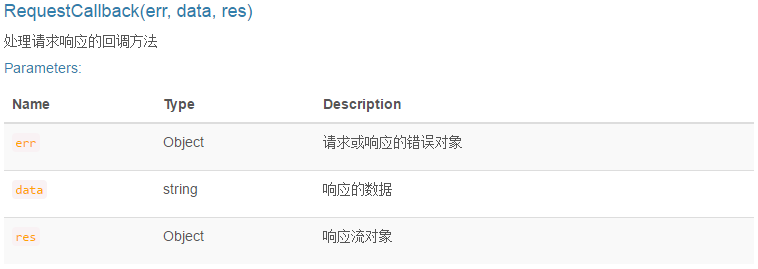 RequestCallback(err, data, res)
处理请求响应的回调方法
Parameters:
Name Type Description
err Object 请求或响应的错误对象
data string 响应的数据
res Object 响应流对象